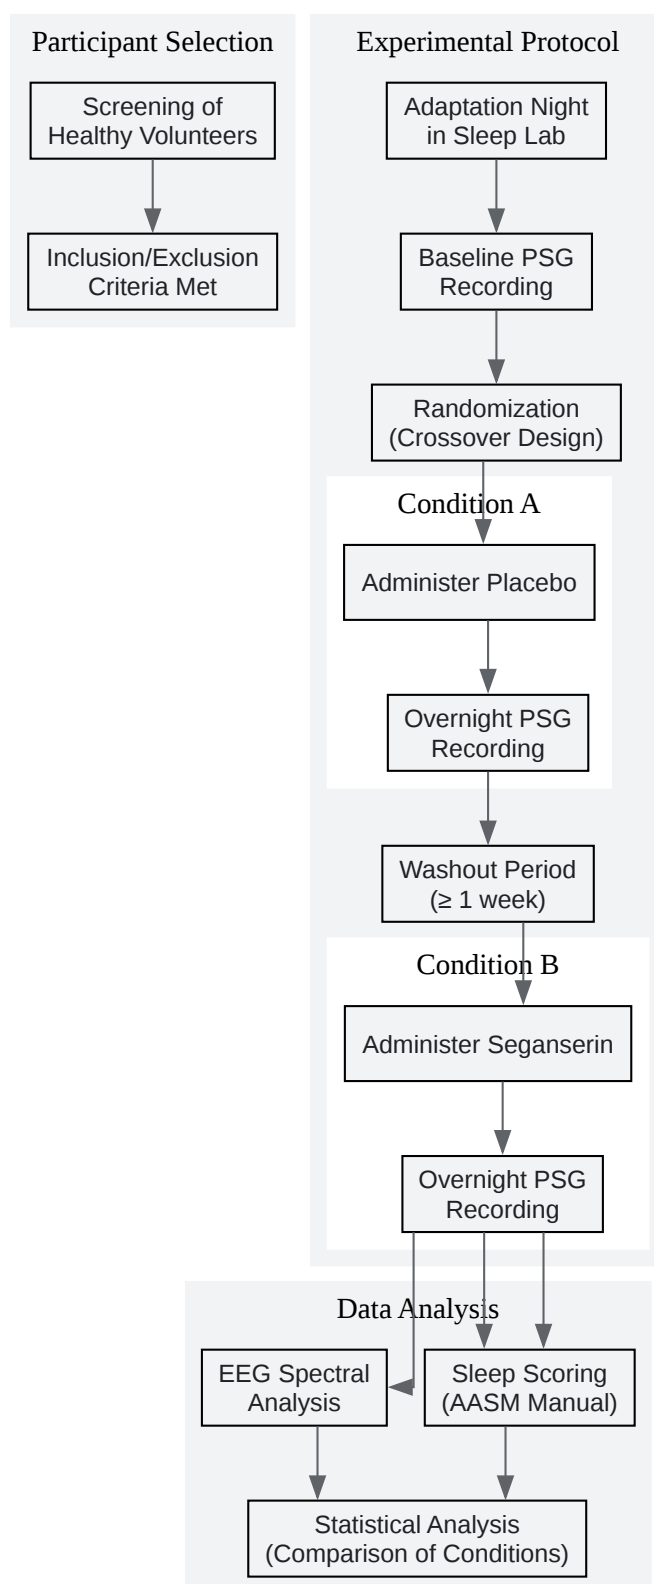 Participant Selection
Screening of
Healthy Volunteers
Inclusion/Exclusion
Criteria Met
Experimental Protocol
Adaptation Night
in Sleep Lab
Baseline PSG
Recording
Randomization
(Crossover Design)
Condition A
Administer Placebo
Overnight PSG
Recording
Washout Period
(≥ 1 week)
Condition B
Administer Seganserin
Overnight PSG
Recording
Data Analysis
EEG Spectral
Analysis
Sleep Scoring
(AASM Manual)
Statistical Analysis
(Comparison of Conditions)